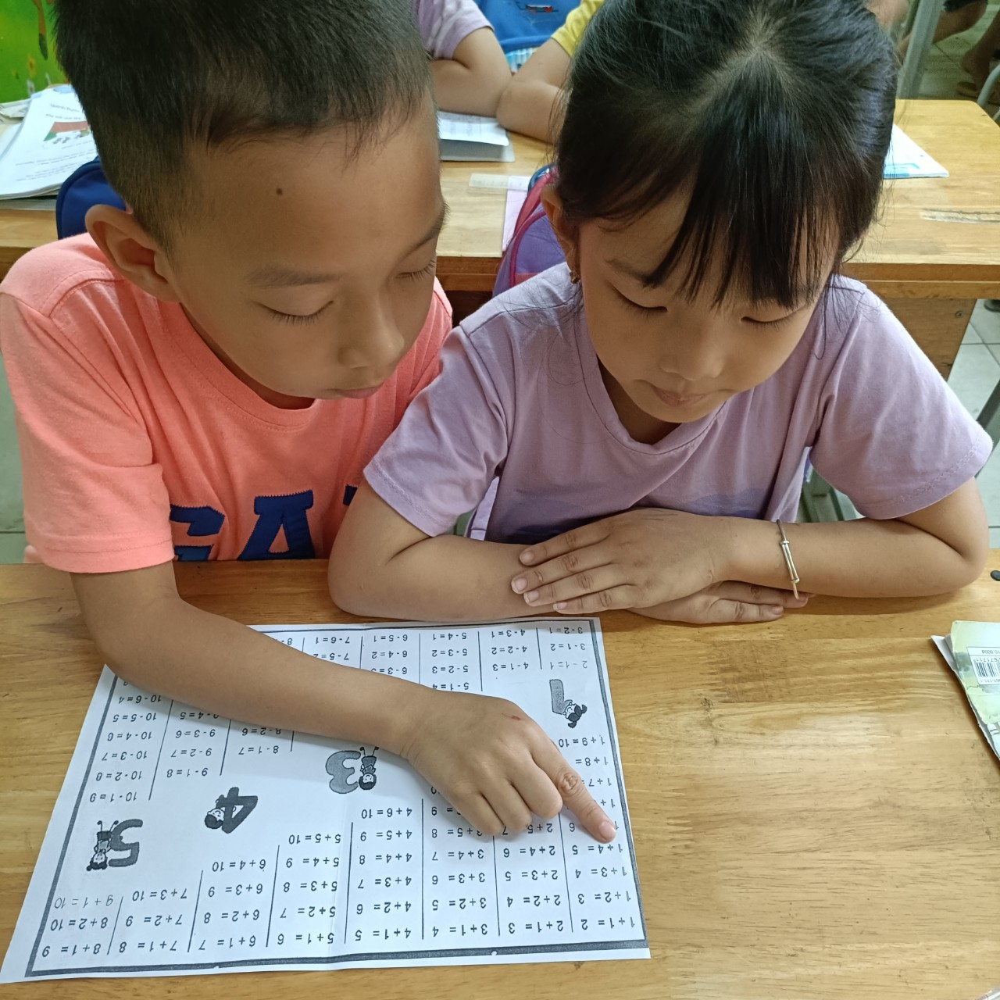 GA
1 + 1 = 2 2 + 1 = 3 3 + 1 = 4 4 + 1 = 5 5 + 1 = 6 6 + 1 = 7 7 + 1 = 8 8 + 1 = 9
1 + 2 = 3 2 + 2 = 4 3 + 2 = 5 4 + 2 = 6 5 + 2 = 7 6 + 2 = 8 7 + 2 = 9 8 + 2 = 10
1 + 3 = 4 2 + 3 = 5 3 + 3 = 6 4 + 3 = 7 5 + 3 = 8 6 + 3 = 9 7 + 3 = 10 9 + 1 = 10
1 + 4 = 5 2 + 4 = 6 3 + 4 = 7 4 + 4 = 8 5 + 4 = 9 6 + 4 = 10
6 2 + 5 7 3 + 5 = 8 4 + 5 = 9 5 + 5 = 10
1 + = 9 4 + 6 = 10
1 + 7 =
1 + 8 =
1 + 9 = 10
5
4
3
1
10 - 1 = 9
9 - 1 = 8 10 - 2 = 8
8 - 1 = 7 9 - 2 = 7 10 - 3 = 7
8 - 2 = 6 9 - 3 = 6 10 - 4 = 6
9 - 4 = 5 10 - 5 = 5
5 - 1 = 4 10 - 6 = 4
2 - 1 = 1 4 - 1 = 3 5 - 2 = 3 6 - 3 = 3
3 - 1 = 2 4 - 2 = 2 5 - 3 = 2 6 - 4 = 2 7 - 5 = 2
3 - 2 = 1 4 - 3 = 1 5 - 4 = 1 6 - 5 = 1 7 - 6 = 1